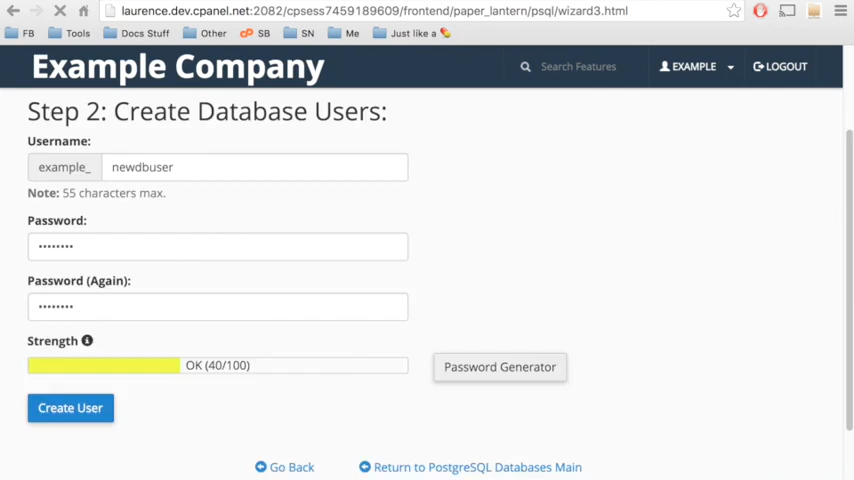 laurence.dev.cpanel.net:2082/cpsess7459189609/frontend/paper_lantern/psql/wizard3.html
FB Tools Docs Stuff Other SB SN Me Just like a
Example Company Search Features EXAMPLE LOGOUT
Step 2: Create Database Users:
Username:
example_ newdbuser
Note: 55 characters max.
Password:
••••••••
Password (Again):
••••••••
Strength
OK (40/100) Password Generator
Create User
Go Back Return to PostgreSQL Databases Main